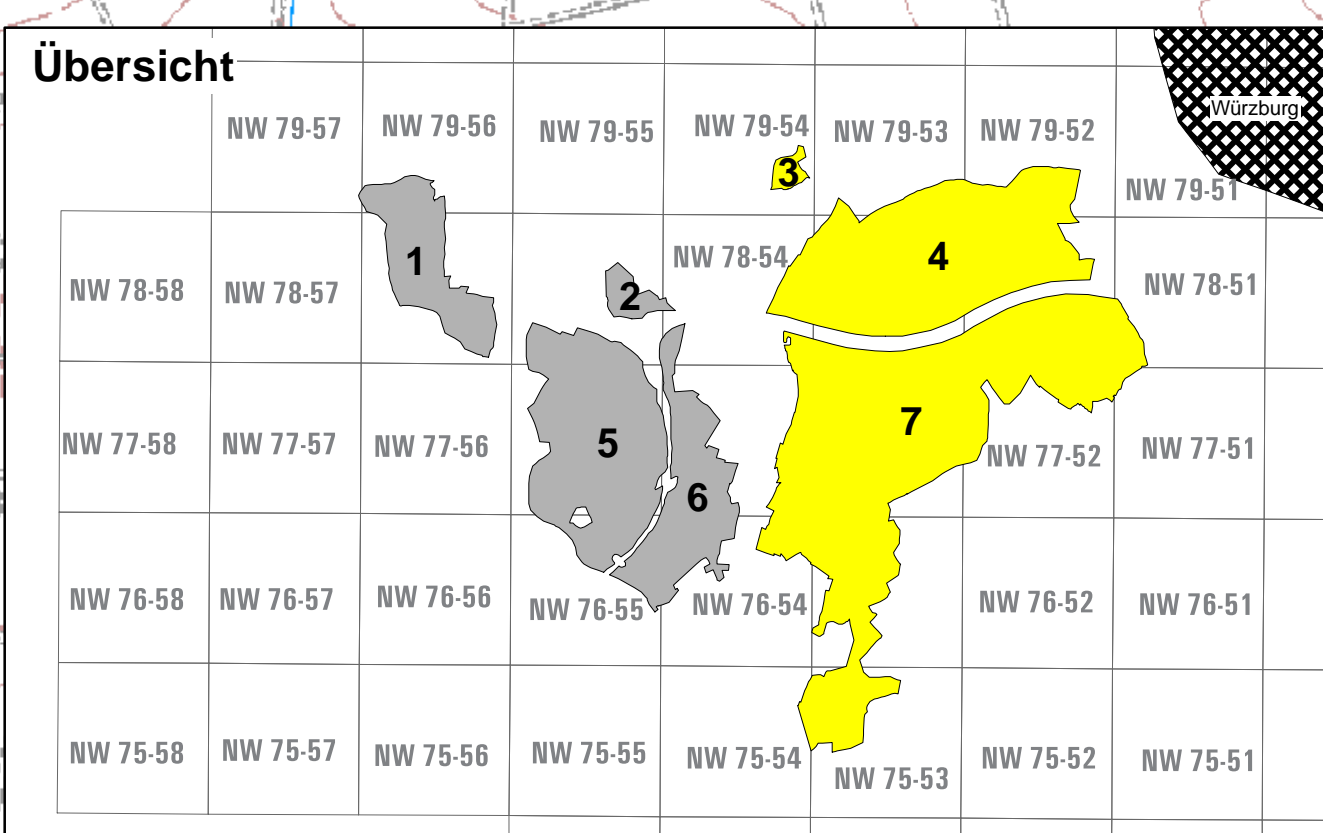 Übersicht
Würzburg
NW 79-57
NW 79-56
NW 79-55
NW 79-54
NW 79-53
NW 79-52
NW 79-51
3
1
2
4
NW 78-58
NW 78-57
NW 78-54
NW 78-51
NW 77-58
NW 77-57
NW 77-56
5
6
7
NW 77-52
NW 77-51
NW 76-58
NW 76-57
NW 76-56
NW 76-55
NW 76-54
NW 76-52
NW 76-51
NW 75-58
NW 75-57
NW 75-56
NW 75-55
NW 75-54
NW 75-53
NW 75-52
NW 75-51